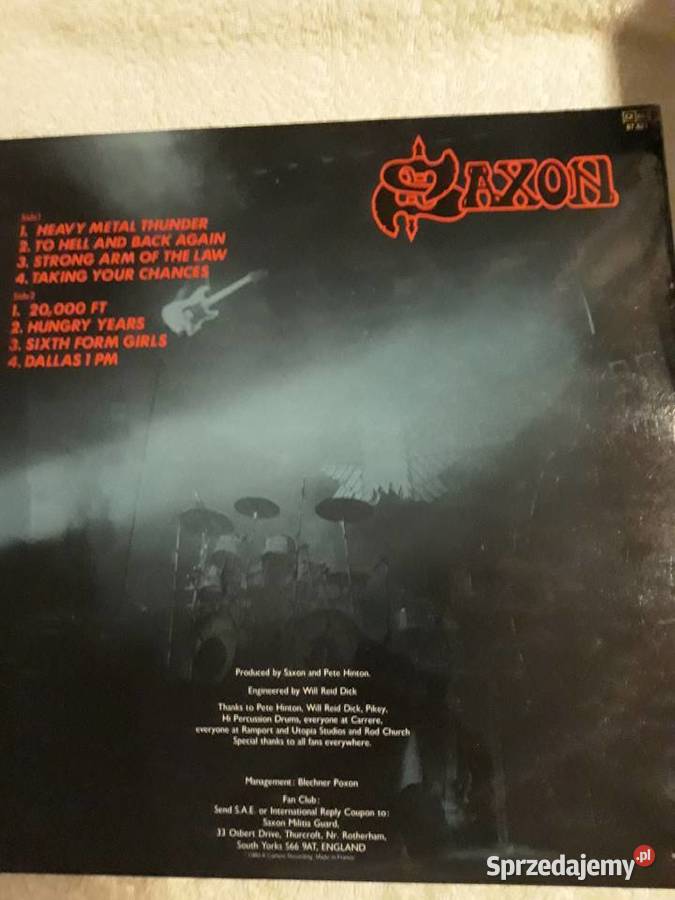 SAXON
Side 1
1. HEAVY METAL THUNDER
2. TO HELL AND BACK AGAIN
3. STRONG ARM OF THE LAW
4. TAKING YOUR CHANCES
Side 2
1. 20,000 FT
2. HUNGRY YEARS
3. SIXTH FORM GIRLS
4. DALLAS 1 PM
Produced by Saxon and Pete Hinton.
Engineered by Will Reid Dick
Thanks to Pete Hinton, Will Reid Dick, Pikey,
Hi Percussion Drums, everyone at Carrere,
everyone at Ramport and Utopia Studios and Rod Church
Special thanks to all fans everywhere.
Management: Blechner Poxon
Fan Club:
Send S.A.E. or International Reply Coupon to:
Saxon Militia Guard,
33 Osbert Drive, Thurcroft, Nr. Rotherham,
South Yorks S66 9AT, ENGLAND
Made in France
Sprzedajemy.pl